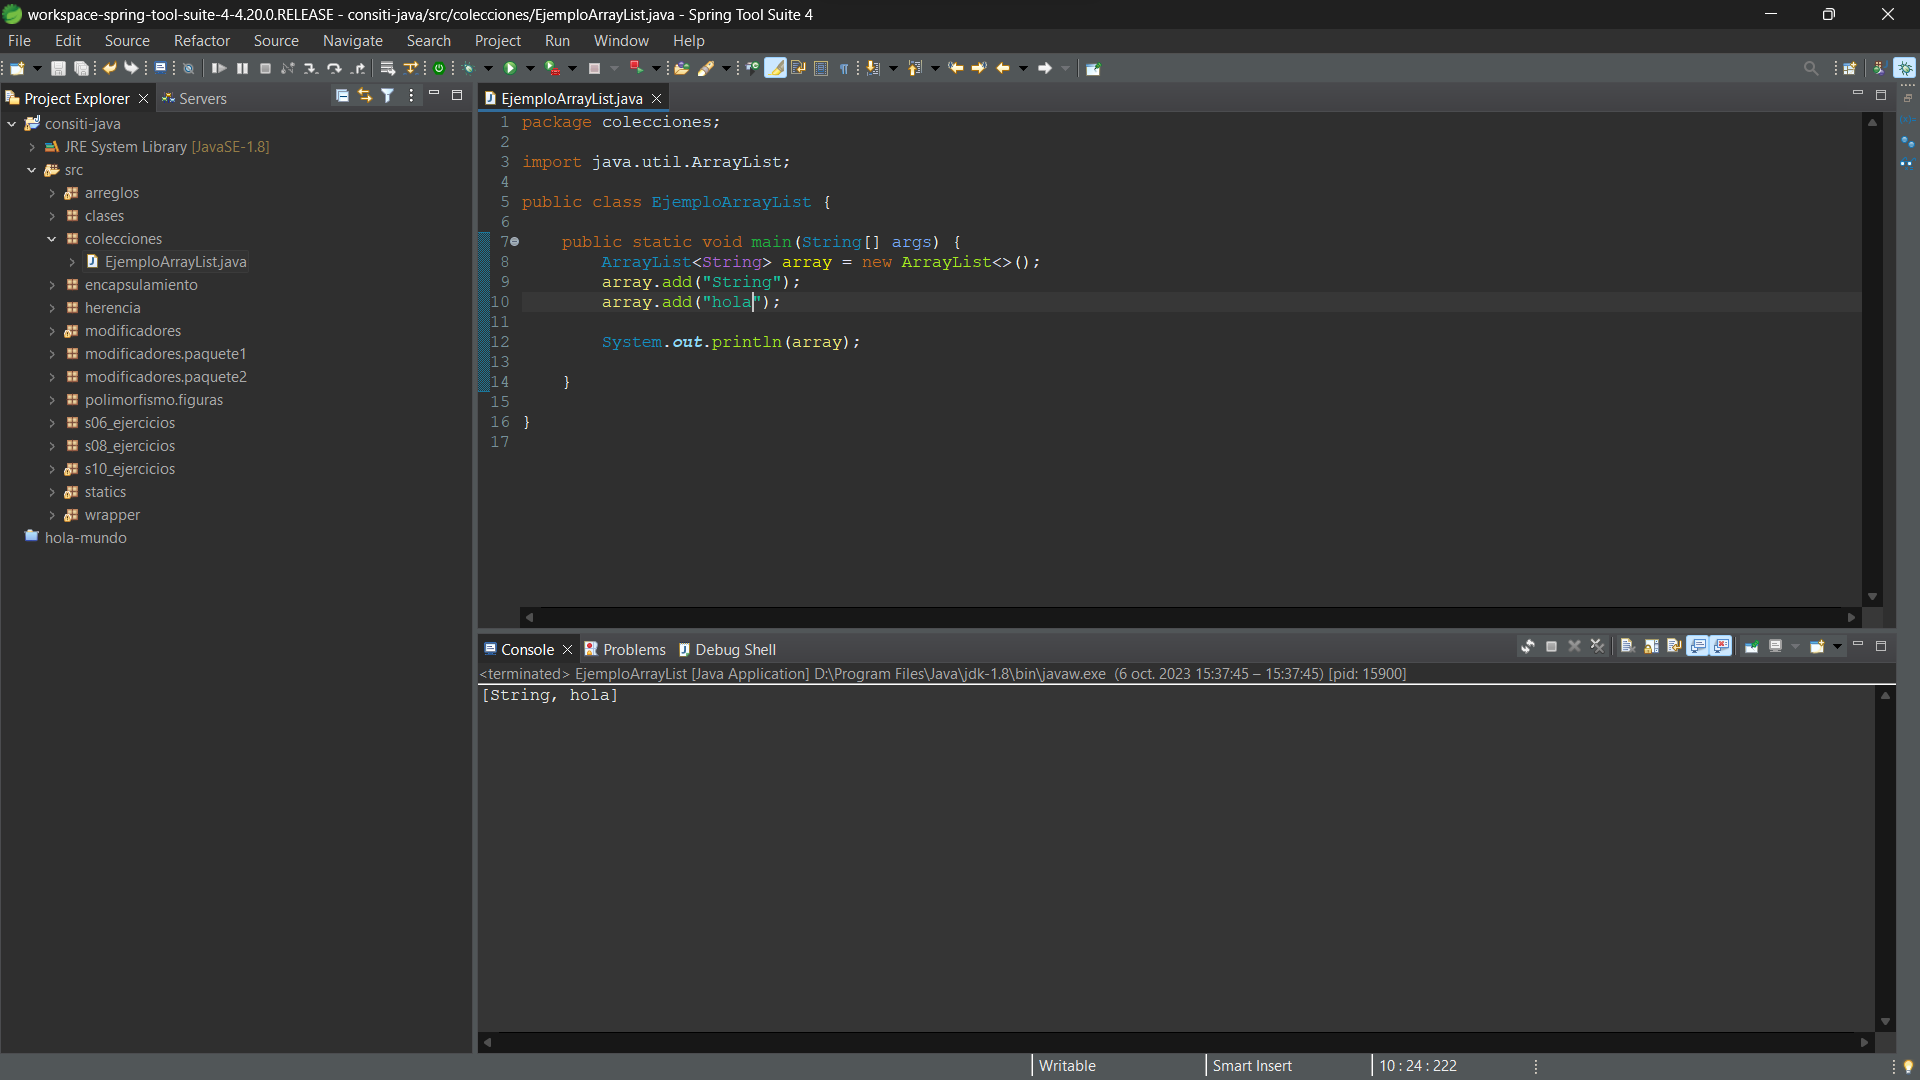 workspace-spring-tool-suite-4-4.20.0.RELEASE - consiti-java/src/colecciones/EjemploArrayList.java - Spring Tool Suite 4
File Edit Source Refactor Source Navigate Search Project Run Window Help
Project Explorer Servers
consiti-java
JRE System Library [JavaSE-1.8]
src
arreglos
clases
colecciones
EjemploArrayList.java
encapsulamiento
herencia
modificadores
modificadores.paquete1
modificadores.paquete2
polimorfismo.figuras
s06_ejercicios
s08_ejercicios
s10_ejercicios
statics
wrapper
hola-mundo
EjemploArrayList.java
1 package colecciones;
2
3 import java.util.ArrayList;
4
5 public class EjemploArrayList {
6
7 public static void main(String[] args) {
8 ArrayList<String> array = new ArrayList<>();
9 array.add("String");
10 array.add("hola");
11
12 System.out.println(array);
13
14 }
15
16 }
17
Console Problems Debug Shell
<terminated> EjemploArrayList [Java Application] D:\Program Files\Java\jdk-1.8\bin\javaw.exe (6 oct. 2023 15:37:45 – 15:37:45) [pid: 15900]
[String, hola]
Writable Smart Insert 10 : 24 : 222